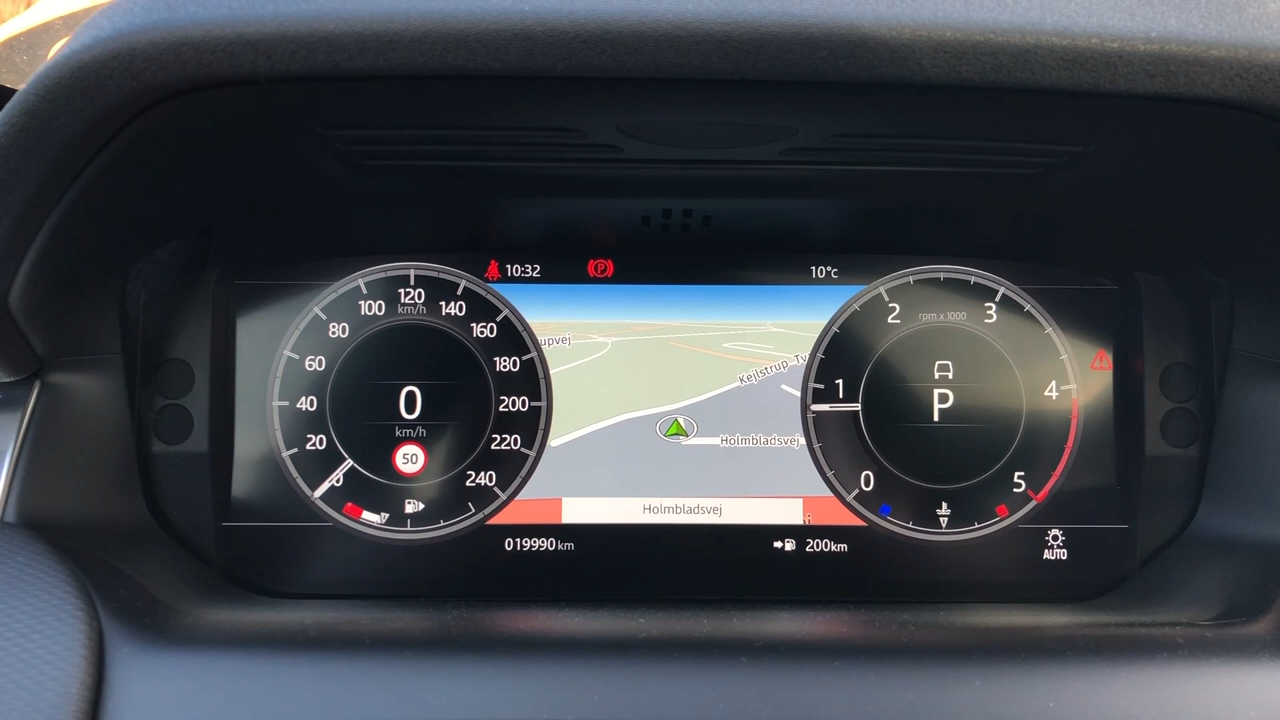 10:32
P
10°c
120
km/h
100
140
80
160
60
180
40
200
20
220
0
240
0
km/h
50
upvej
Kejlstrup
Holmbladsvej
Holmbladsvej
2
rpm x 1000
3
1
4
P
0
5
019990 km
200km
AUTO